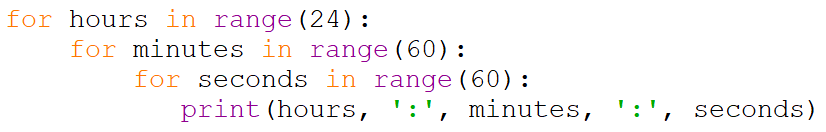 for hours in range(24):
    for minutes in range(60):
        for seconds in range(60):
           print(hours, ':', minutes, ':', seconds)